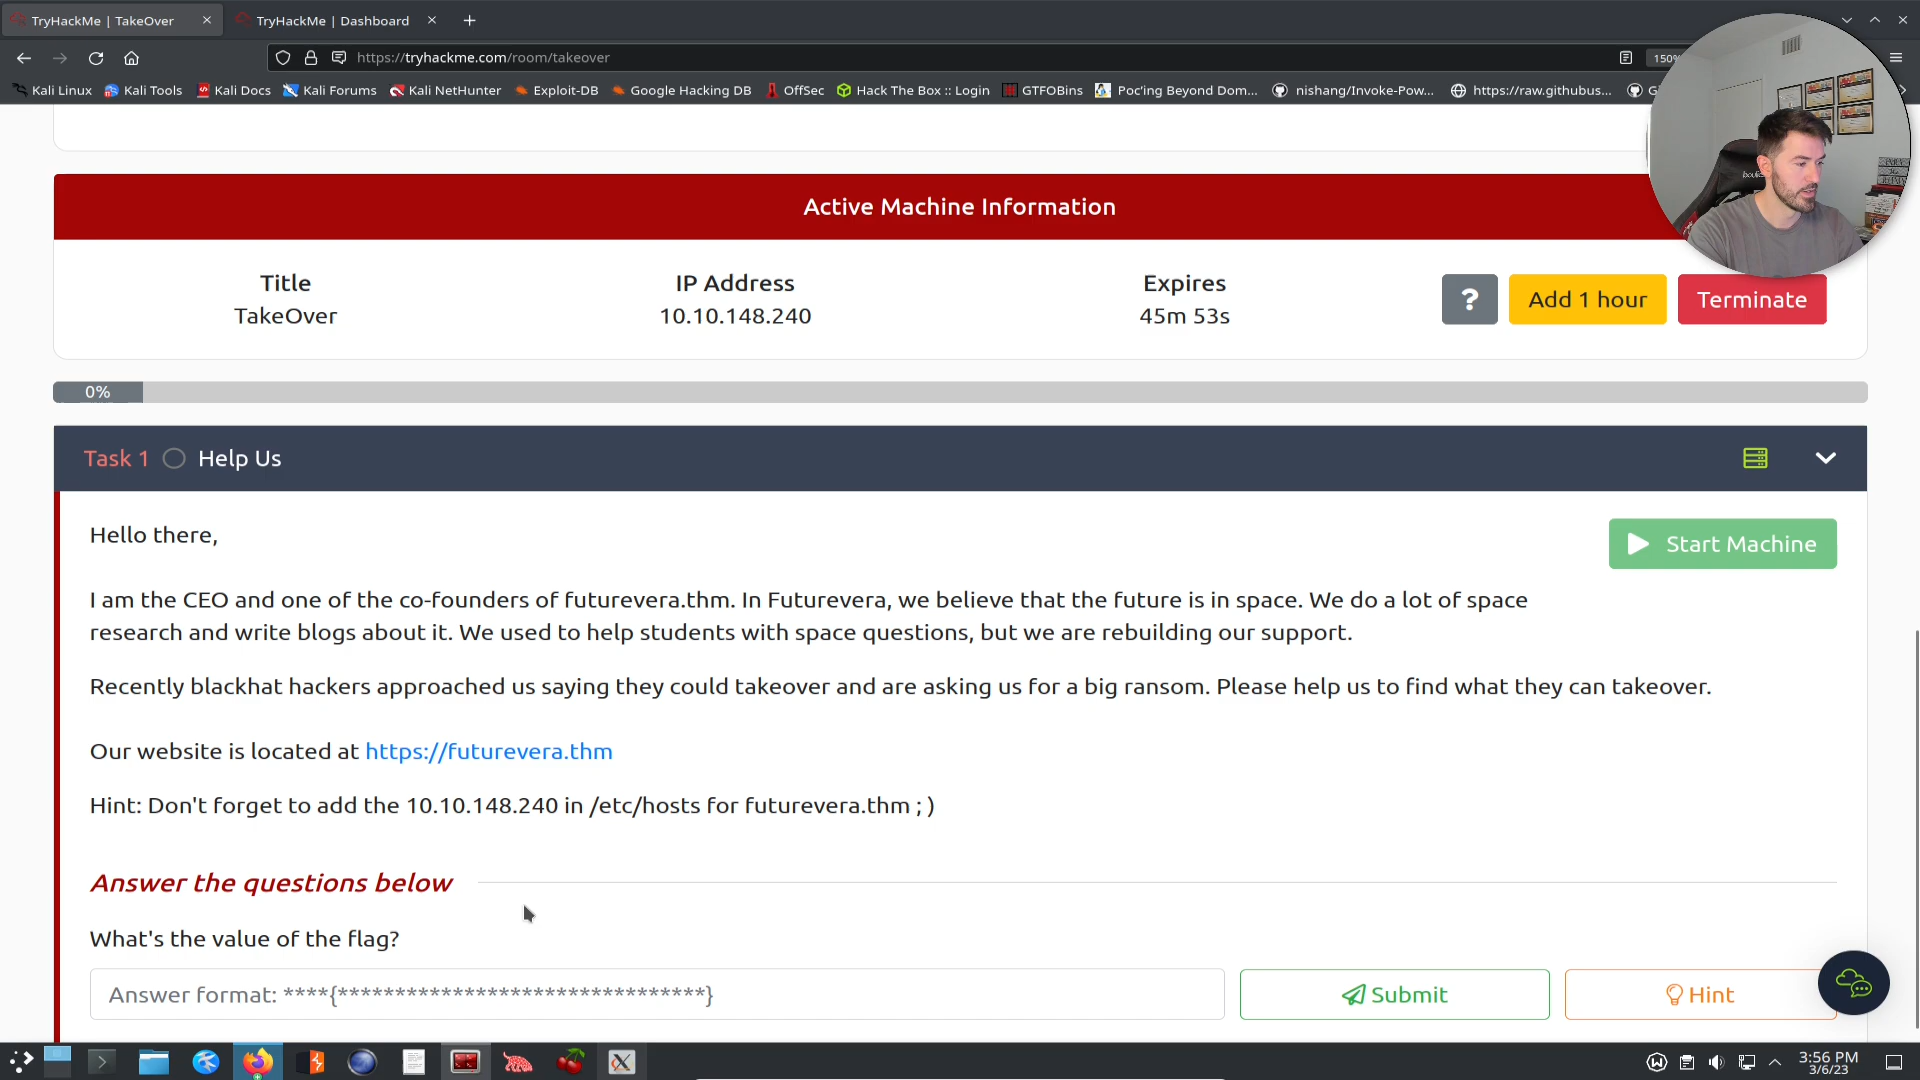 TryHackMe | TakeOver
TryHackMe | Dashboard
https://tryhackme.com/room/takeover
150%
Kali Linux
Kali Tools
Kali Docs
Kali Forums
Kali NetHunter
Exploit-DB
Google Hacking DB
OffSec
Hack The Box :: Login
GTFOBins
Poc'ing Beyond Dom...
nishang/Invoke-Pow...
https://raw.githubus...
Active Machine Information
Title
IP Address
Expires
TakeOver
10.10.148.240
45m 53s
?
Add 1 hour
Terminate
0%
Task 1
Help Us
Hello there,
Start Machine
I am the CEO and one of the co-founders of futurevera.thm. In Futurevera, we believe that the future is in space. We do a lot of space
research and write blogs about it. We used to help students with space questions, but we are rebuilding our support.
Recently blackhat hackers approached us saying they could takeover and are asking us for a big ransom. Please help us to find what they can takeover.
Our website is located at https://futurevera.thm
Hint: Don't forget to add the 10.10.148.240 in /etc/hosts for futurevera.thm ; )
Answer the questions below
What's the value of the flag?
Answer format: ****{********************************}
Submit
Hint
3:56 PM
3/6/23